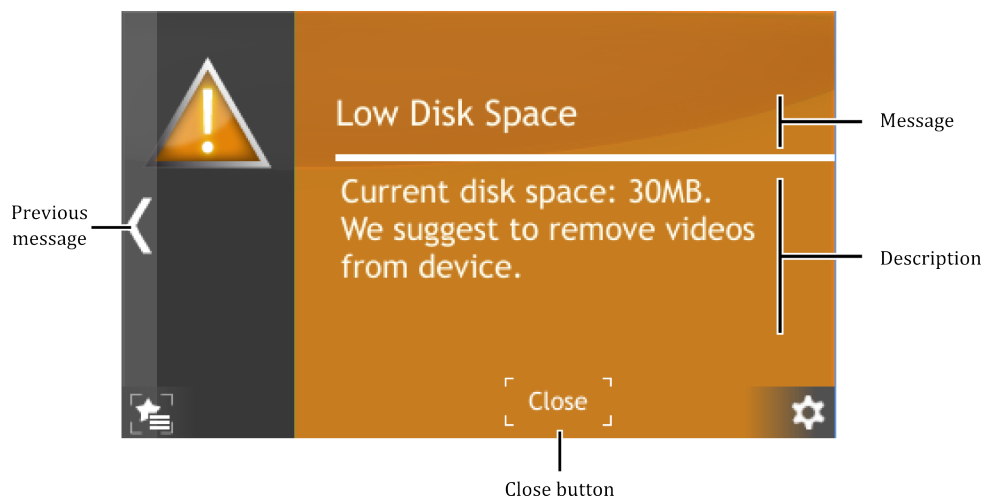 Low Disk Space
Message
Current disk space: 30MB.
We suggest to remove videos
from device.
Previous
message
Description
Close
Close button